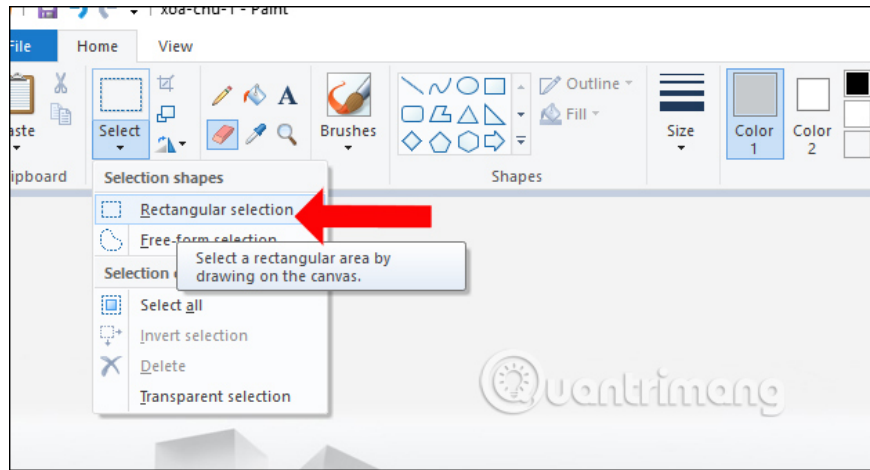 xoa-chu-1 - Paint
File Home View
Select
Brushes
Outline
Fill
Size
Color
1
Color
2
Shapes
Selection shapes
Rectangular selection
Free-form selection
Select a rectangular area by
drawing on the canvas.
Select all
Invert selection
Delete
Transparent selection
Quantrimang